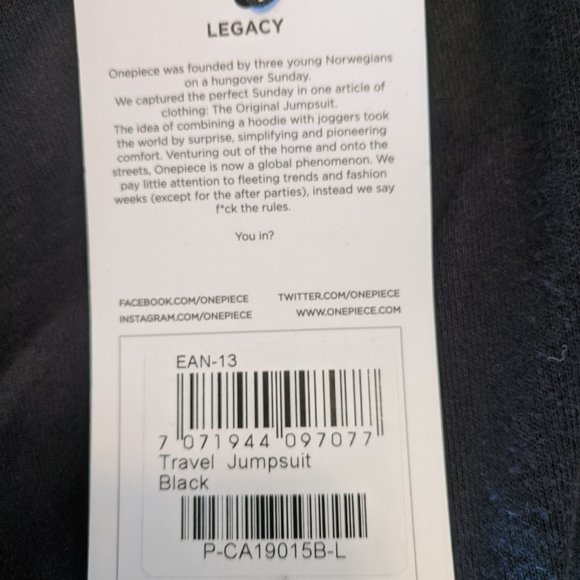 LEGACY
Onepiece was founded by three young Norwegians
on a hungover Sunday.
We captured the perfect Sunday in one article of
clothing: The Original Jumpsuit.
The idea of combining a hoodie with joggers took
the world by surprise, simplifying and pioneering
comfort. Venturing out of the home and onto the
streets, Onepiece is now a global phenomenon. We
pay little attention to fleeting trends and fashion
weeks (except for the after parties), instead we say
f*ck the rules.
You in?
FACEBOOK.COM/ONEPIECE TWITTER.COM/ONEPIECE
INSTAGRAM.COM/ONEPIECE WWW.ONEPIECE.COM
EAN-13
7 071944 097077
Travel Jumpsuit
Black
P-CA19015B-L